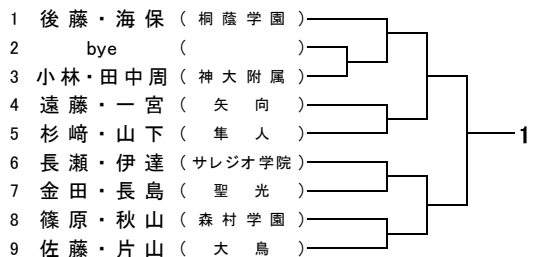 1 後藤・海保 (桐蔭学園)
2 bye ( )
3 小林・田中周 (神大附属)
4 遠藤・一宮 (矢向)
5 杉﨑・山下 (隼人)
6 長瀬・伊達 (サレジオ学院)
7 金田・長島 (聖光)
8 篠原・秋山 (森村学園)
9 佐藤・片山 (大鳥)
1